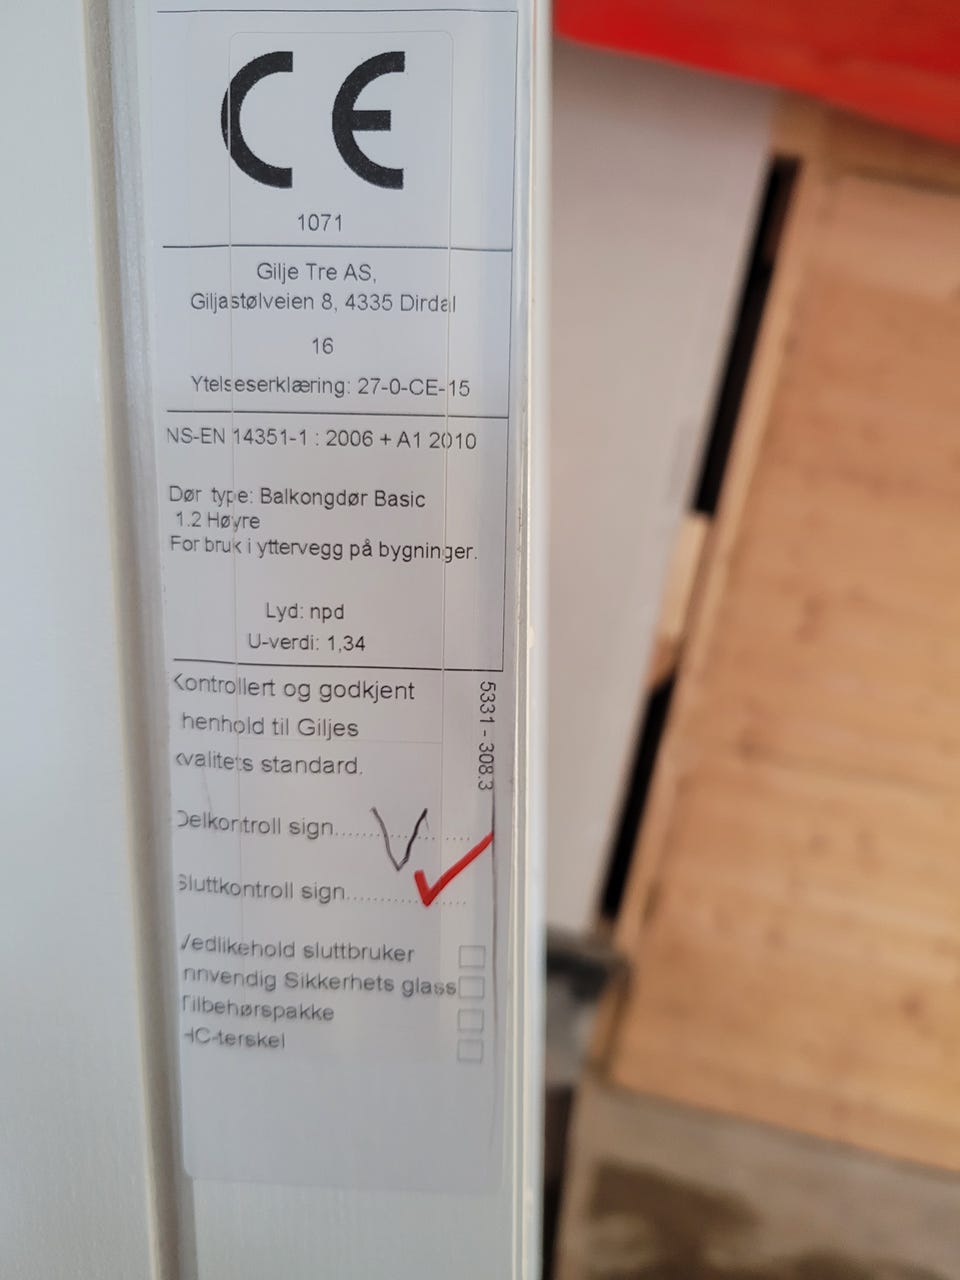 CE
1071
Gilje Tre AS,
Giljastølveien 8, 4335 Dirdal
16
Ytelseserklæring: 27-0-CE-15
NS-EN 14351-1 : 2006 + A1 2010
Dør type: Balkongdør Basic
1.2 Høyre
For bruk i yttervegg på bygninger.
Lyd: npd
U-verdi: 1,34
Kontrollert og godkjent
henhold til Giljes
kvalitets standard.
5331 - 308.3
Delkontroll sign....................
Sluttkontroll sign..................
Vedlikehold sluttbruker
Innvendig Sikkerhets glass
Tilbehørspakke
HC-terskel